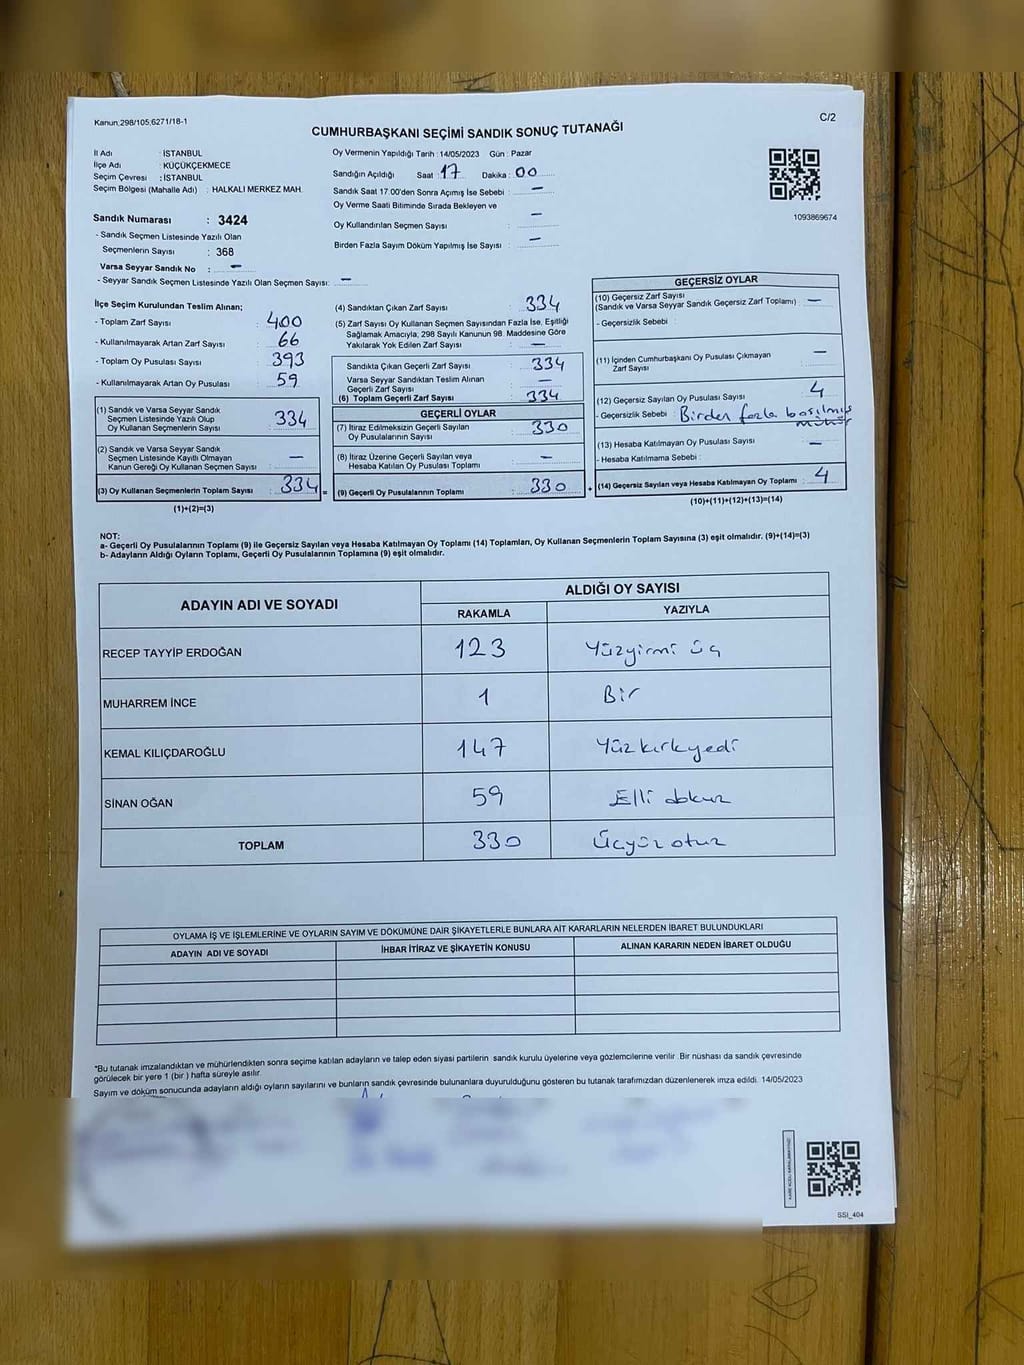 Kanun,298/105,6271/18-1
C/2
CUMHURBAŞKANI SEÇİMİ SANDIK SONUÇ TUTANAĞI
İl Adı : İSTANBUL
İlçe Adı : KÜÇÜKÇEKMECE
Seçim Çevresi : İSTANBUL
Seçim Bölgesi (Mahalle Adı) : HALKALI MERKEZ MAH.
Sandık Numarası : 3424
- Sandık Seçmen Listesinde Yazılı Olan
Seçmenlerin Sayısı : 368
Varsa Seyyar Sandık No : –
- Seyyar Sandık Seçmen Listesinde Yazılı Olan Seçmen Sayısı: –
Oy Vermenin Yapıldığı Tarih : 14/05/2023 Gün : Pazar
Sandığın Açıldığı Saat : 17 Dakika : 00
Sandık Saat 17:00'den Sonra Açımış İse Sebebi : –
Oy Verme Saati Bitiminde Sırada Bekleyen ve
Oy Kullandırılan Seçmen Sayısı : –
Birden Fazla Sayım Döküm Yapılmış İse Sayısı : –
1093869674
İlçe Seçim Kurulundan Teslim Alınan;
- Toplam Zarf Sayısı : 400
- Kullanılmayarak Artan Zarf Sayısı : 66
- Toplam Oy Pusulası Sayısı : 393
- Kullanılmayarak Artan Oy Pusulası : 59
(1) Sandık ve Varsa Seyyar Sandık
Seçmen Listesinde Yazılı Olup
Oy Kullanan Seçmenlerin Sayısı : 334
(2) Sandık ve Varsa Seyyar Sandık
Seçmen Listesinde Kayıtlı Olmayan
Kanun Gereği Oy Kullanan Seçmen Sayısı : –
(3) Oy Kullanan Seçmenlerin Toplam Sayısı : 334 =
(1)+(2)=(3)
(4) Sandıktan Çıkan Zarf Sayısı : 334
(5) Zarf Sayısı Oy Kullanan Seçmen Sayısından Fazla İse, Eşitliği
Sağlamak Amacıyla; 298 Sayılı Kanunun 98. Maddesine Göre
Yakılarak Yok Edilen Zarf Sayısı : –
Sandıkta Çıkan Geçerli Zarf Sayısı : 334
Varsa Seyyar Sandıktan Teslim Alınan
Geçerli Zarf Sayısı : –
(6) Toplam Geçerli Zarf Sayısı : 334
GEÇERLİ OYLAR
(7) İtiraz Edilmeksizin Geçerli Sayılan
Oy Pusulalarının Sayısı : 330
(8) İtiraz Üzerine Geçerli Sayılan veya
Hesaba Katılan Oy Pusulası Toplamı : –
(9) Geçerli Oy Pusulalarının Toplamı : 330 +
GEÇERSİZ OYLAR
(10) Geçersiz Zarf Sayısı
(Sandık ve Varsa Seyyar Sandık Geçersiz Zarf Toplamı) : –
- Geçersizlik Sebebi :
(11) İçinden Cumhurbaşkanı Oy Pusulası Çıkmayan
Zarf Sayısı : –
(12) Geçersiz Sayılan Oy Pusulası Sayısı : 4
- Geçersizlik Sebebi : Birden fazla basılmış
mühür
(13) Hesaba Katılmayan Oy Pusulası Sayısı : –
- Hesaba Katılmama Sebebi :
(14) Geçersiz Sayılan veya Hesaba Katılmayan Oy Toplamı : 4
(10)+(11)+(12)+(13)=(14)
NOT:
a- Geçerli Oy Pusulalarının Toplamı (9) ile Geçersiz Sayılan veya Hesaba Katılmayan Oy Toplamı (14) Toplamları, Oy Kullanan Seçmenlerin Toplam Sayısına (3) eşit olmalıdır. (9)+(14)=(3)
b- Adayların Aldığı Oyların Toplamı, Geçerli Oy Pusulalarının Toplamına (9) eşit olmalıdır.
ADAYIN ADI VE SOYADI
ALDIĞI OY SAYISI
RAKAMLA YAZIYLA
RECEP TAYYİP ERDOĞAN 123 Yüzyirmi üç
MUHARREM İNCE 1 Bir
KEMAL KILIÇDAROĞLU 147 Yüzkırkyedi
SİNAN OĞAN 59 Elli dokuz
TOPLAM 330 Üçyüz otuz
OYLAMA İŞ VE İŞLEMLERİNE VE OYLARIN SAYIM VE DÖKÜMÜNE DAİR ŞİKAYETLERLE BUNLARA AİT KARARLARIN NELERDEN İBARET BULUNDUKLARI
ADAYIN ADI VE SOYADI İHBAR İTİRAZ VE ŞİKAYETİN KONUSU ALINAN KARARIN NEDEN İBARET OLDUĞU
*Bu tutanak imzalandıktan ve mühürlendikten sonra seçime katılan adayların ve talep eden siyasi partilerin sandık kurulu üyelerine veya gözlemcilerine verilir. Bir nüshası da sandık çevresinde
görülecek bir yere 1 (bir ) hafta süreyle asılır.
Sayım ve döküm sonucunda adayların aldığı oyların sayılarını ve bunların sandık çevresinde bulunanlara duyurulduğunu gösteren bu tutanak tarafımızdan düzenlenerek imza edildi. 14/05/2023
SSI_404